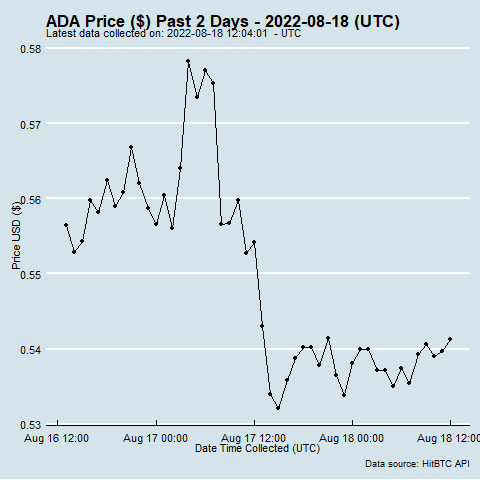 ADA Price ($) Past 2 Days - 2022-08-18 (UTC)
Latest data collected on: 2022-08-18 12:04:01 - UTC
0.58
0.57
0.56
0.55
0.54
0.53
Price USD ($)
Aug 16 12:00 Aug 17 00:00 Aug 17 12:00 Aug 18 00:00 Aug 18 12:00
Date Time Collected (UTC)
Data source: HitBTC API